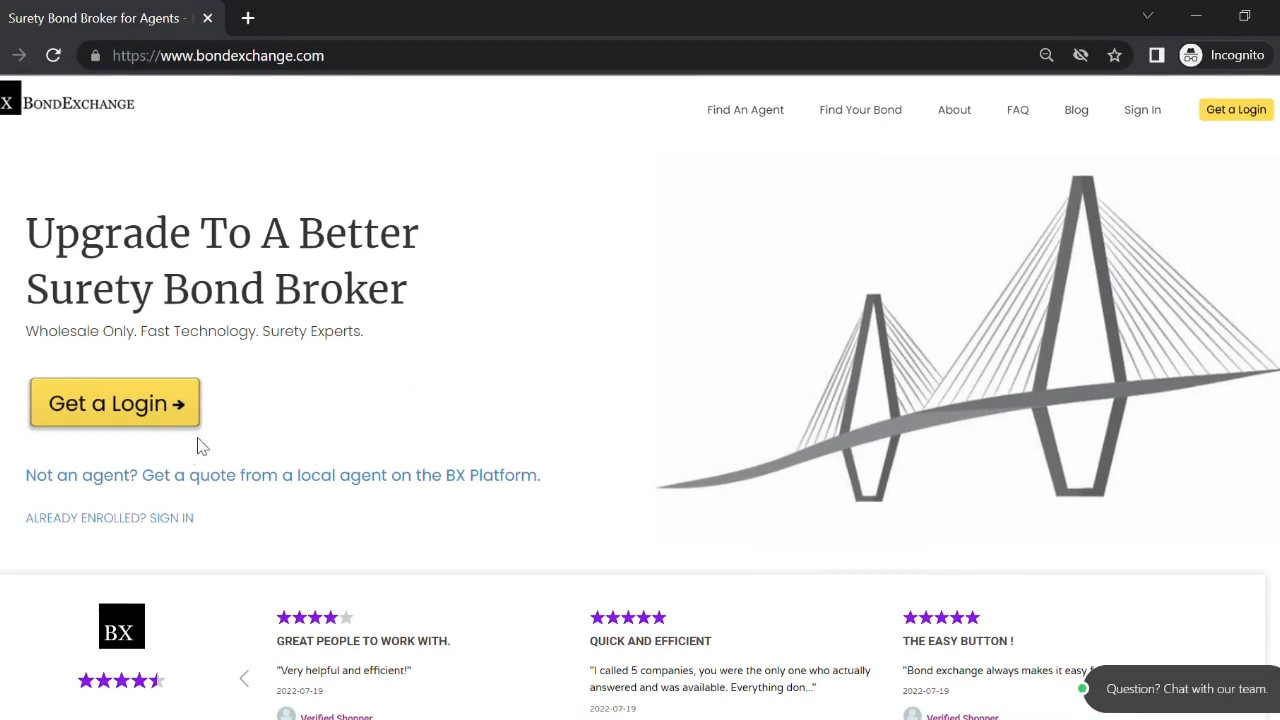 Surety Bond Broker for Agents -
https://www.bondexchange.com
Incognito
X BONDEXCHANGE
Find An Agent
Find Your Bond
About
FAQ
Blog
Sign In
Get a Login
Upgrade To A Better
Surety Bond Broker
Wholesale Only. Fast Technology. Surety Experts.
Get a Login →
Not an agent? Get a quote from a local agent on the BX Platform.
ALREADY ENROLLED? SIGN IN
BX
GREAT PEOPLE TO WORK WITH.
"Very helpful and efficient!"
2022-07-19
Verified Shopper
QUICK AND EFFICIENT
"I called 5 companies, you were the only one who actually
answered and was available. Everything don..."
2022-07-19
THE EASY BUTTON !
"Bond exchange always makes it easy
2022-07-19
Verified Shopper
Question? Chat with our team.